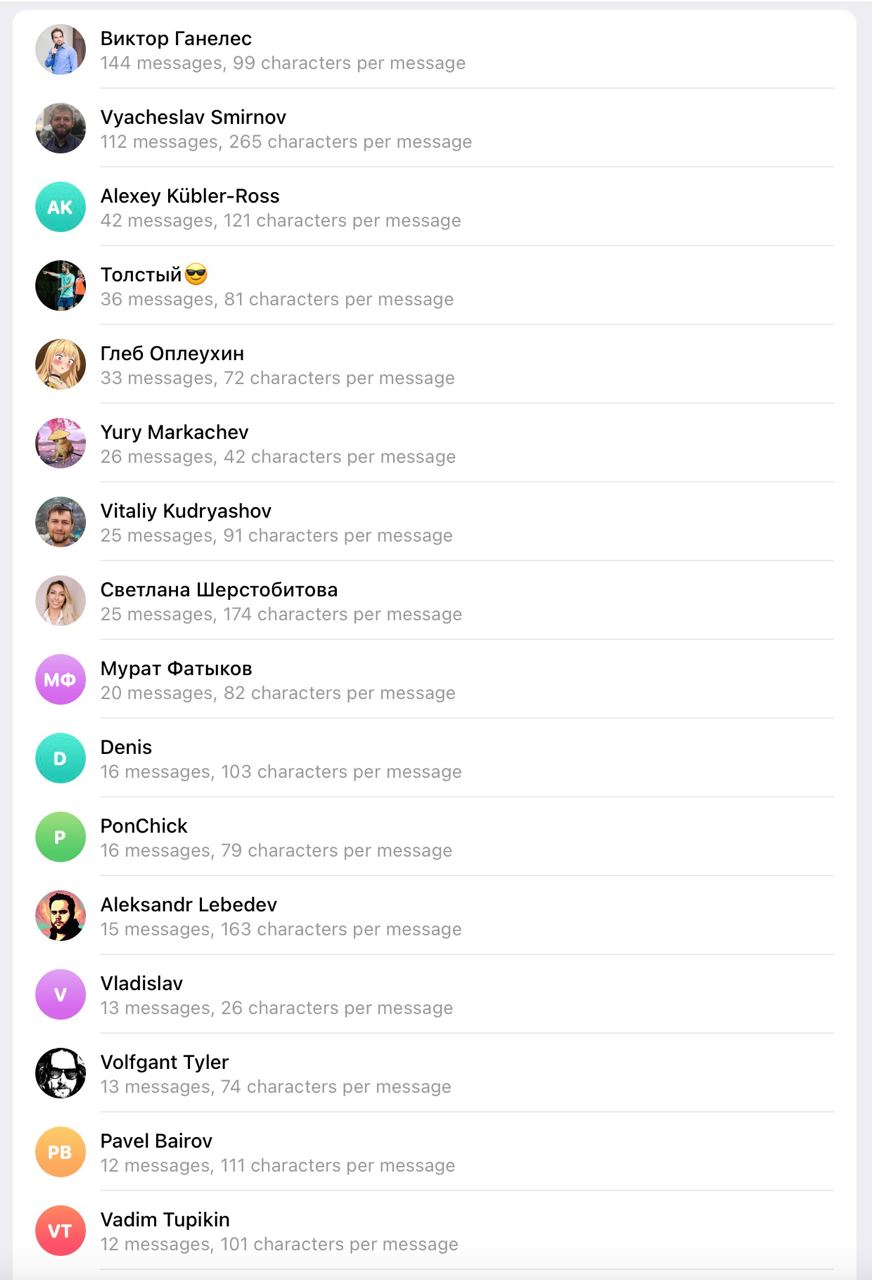 Виктор Ганелес
144 messages, 99 characters per message
Vyacheslav Smirnov
112 messages, 265 characters per message
AK
Alexey Kübler-Ross
42 messages, 121 characters per message
Толстый😎
36 messages, 81 characters per message
Глеб Оплеухин
33 messages, 72 characters per message
Yury Markachev
26 messages, 42 characters per message
Vitaliy Kudryashov
25 messages, 91 characters per message
Светлана Шерстобитова
25 messages, 174 characters per message
МФ
Мурат Фатыков
20 messages, 82 characters per message
D
Denis
16 messages, 103 characters per message
P
PonChick
16 messages, 79 characters per message
Aleksandr Lebedev
15 messages, 163 characters per message
V
Vladislav
13 messages, 26 characters per message
Volfgant Tyler
13 messages, 74 characters per message
PB
Pavel Bairov
12 messages, 111 characters per message
VT
Vadim Tupikin
12 messages, 101 characters per message